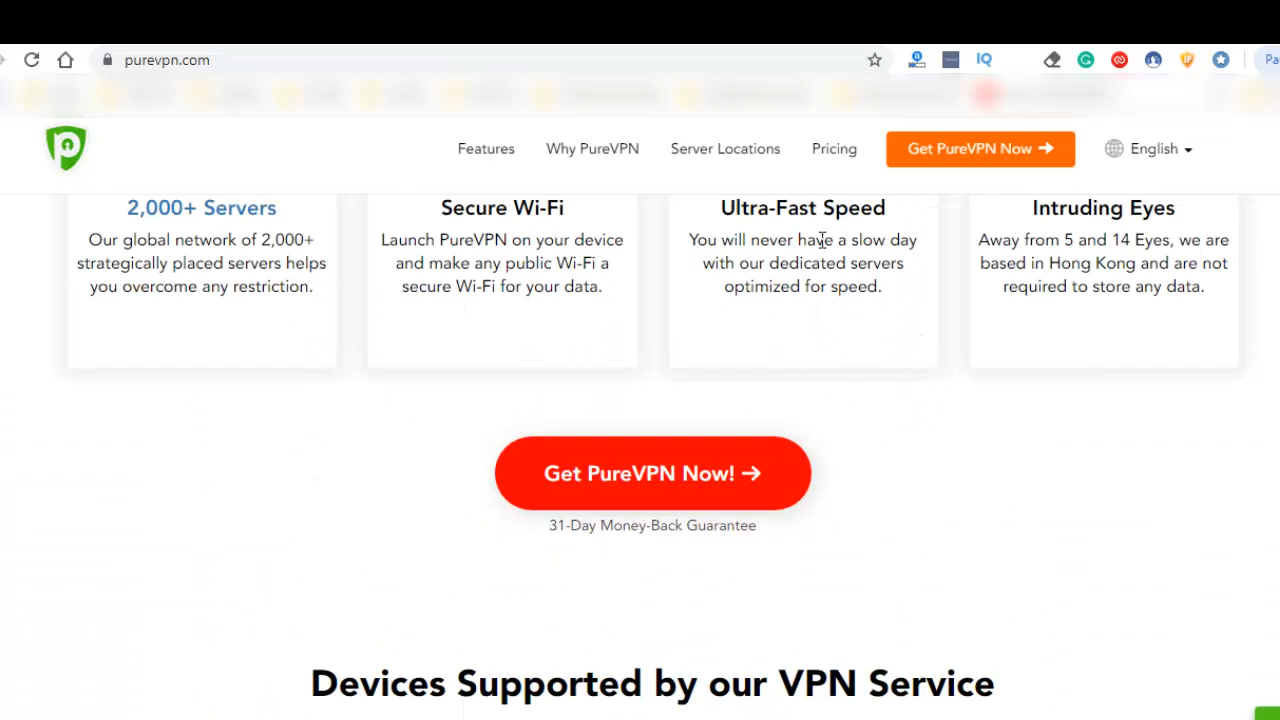 purevpn.com
IQ
Pa
Features Why PureVPN Server Locations Pricing Get PureVPN Now → English
2,000+ Servers
Our global network of 2,000+
strategically placed servers helps
you overcome any restriction.
Secure Wi-Fi
Launch PureVPN on your device
and make any public Wi-Fi a
secure Wi-Fi for your data.
Ultra-Fast Speed
You will never have a slow day
with our dedicated servers
optimized for speed.
Intruding Eyes
Away from 5 and 14 Eyes, we are
based in Hong Kong and are not
required to store any data.
Get PureVPN Now! →
31-Day Money-Back Guarantee
Devices Supported by our VPN Service